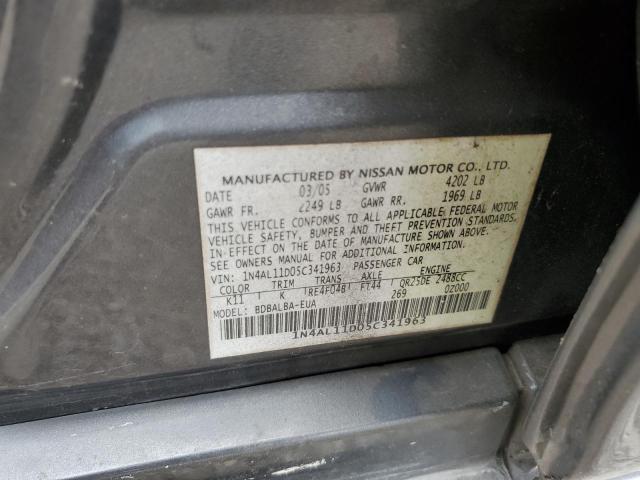 MANUFACTURED BY NISSAN MOTOR CO., LTD.
DATE 03/05 GVWR 4202 LB
GAWR FR. 2249 LB GAWR RR. 1969 LB
THIS VEHICLE CONFORMS TO ALL APPLICABLE FEDERAL MOTOR
VEHICLE SAFETY, BUMPER, AND THEFT PREVENTION STANDARDS
IN EFFECT ON THE DATE OF MANUFACTURE SHOWN ABOVE.
SEE OWNERS MANUAL FOR ADDITIONAL INFORMATION.
VIN: 1N4AL11D05C341963 PASSENGER CAR
COLOR TRIM TRANS AXLE ENGINE
K11 K RE4F04B FT44 QR25DE 2488CC
MODEL: BDBALBA-EUA 269 0Z000
1N4AL11D05C341963